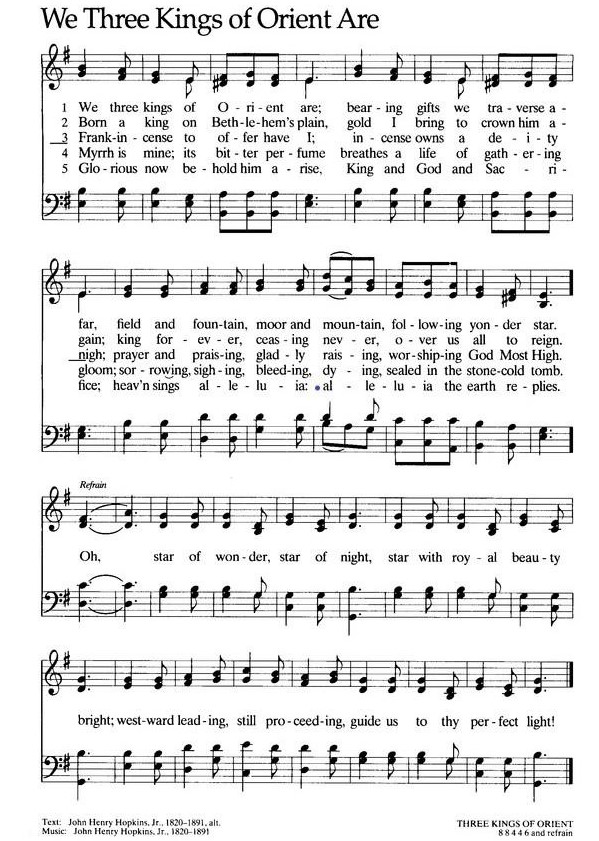 We Three Kings of Orient Are
1 We three kings of O - ri - ent are; bear - ing gifts we tra - verse a -
2 Born a king on Beth - le - hem's plain, gold I bring to crown him a -
3 Frank - in - cense to of - fer have I; in - cense owns a de - i - ty
4 Myrrh is mine; its bit - ter per - fume breathes a life of gath - er - ing
5 Glo - rious now be - hold him a - rise, King and God and Sac - ri -
far, field and foun - tain, moor and moun - tain, fol - low - ing yon - der star.
gain; king for - ev - er, ceas - ing nev - er, o - ver us all to reign.
nigh; prayer and prais - ing, glad - ly rais - ing, wor - ship - ing God Most High.
gloom; sor - rowing, sigh - ing, bleed - ing, dy - ing, sealed in the stone-cold tomb.
fice; heav'n sings al - le - lu - ia: al - le - lu - ia the earth re - plies.
Refrain
Oh, star of won - der, star of night, star with roy - al beau - ty
bright; west - ward lead - ing, still pro - ceed - ing, guide us to thy per - fect light!
Text: John Henry Hopkins, Jr., 1820–1891, alt.
Music: John Henry Hopkins, Jr., 1820–1891
THREE KINGS OF ORIENT
8 8 4 4 6 and refrain